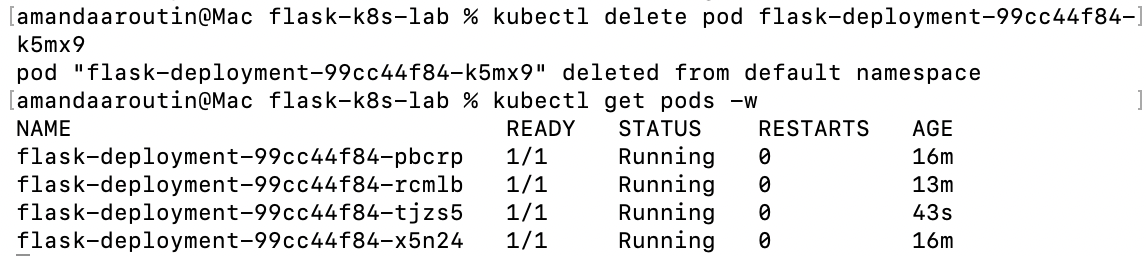 [amandaaroutin@Mac flask-k8s-lab % kubectl delete pod flask-deployment-99cc44f84-]
k5mx9
pod "flask-deployment-99cc44f84-k5mx9" deleted from default namespace
[amandaaroutin@Mac flask-k8s-lab % kubectl get pods -w ]
NAME READY STATUS RESTARTS AGE
flask-deployment-99cc44f84-pbcrp 1/1 Running 0 16m
flask-deployment-99cc44f84-rcmlb 1/1 Running 0 13m
flask-deployment-99cc44f84-tjzs5 1/1 Running 0 43s
flask-deployment-99cc44f84-x5n24 1/1 Running 0 16m